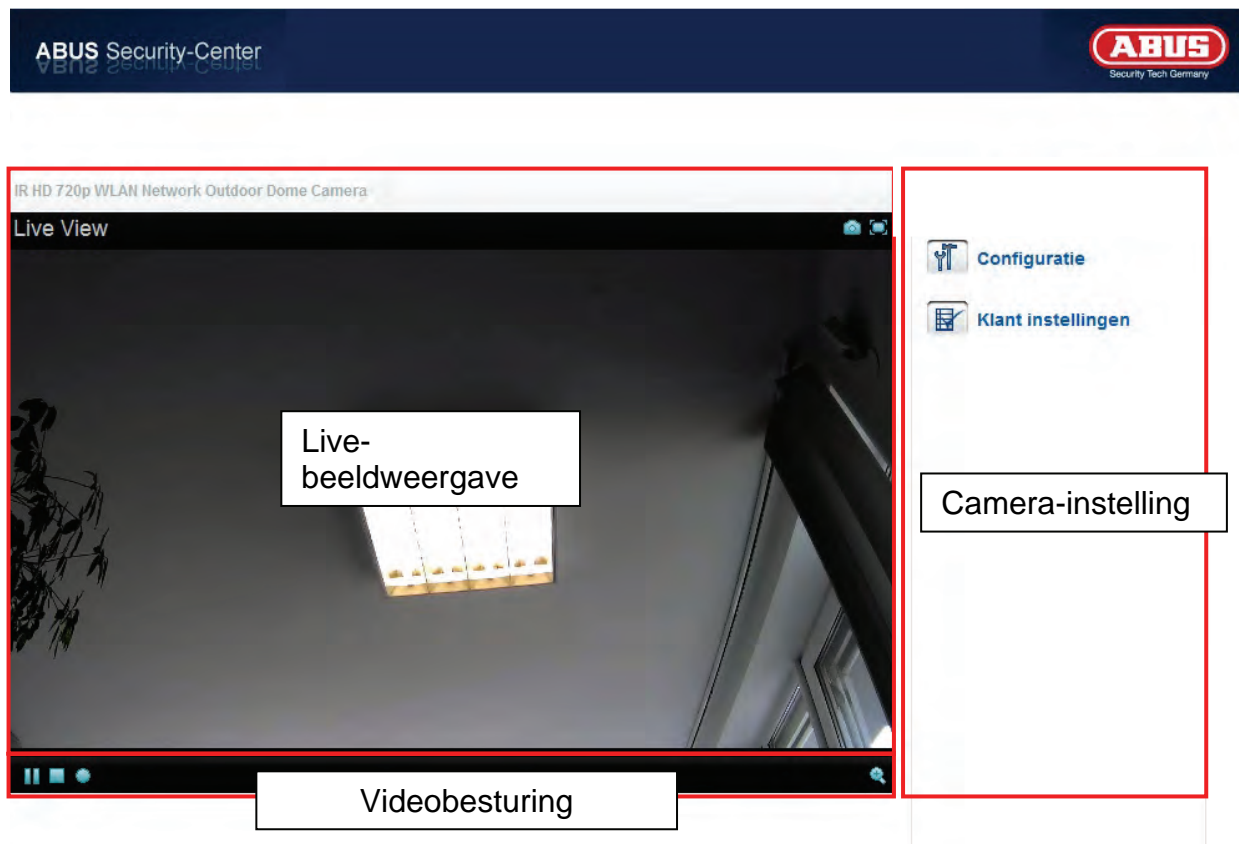 ABUS Security-Center
ABUS
Security Tech Germany
IR HD 720p WLAN Network Outdoor Dome Camera
Live View
Configuratie
Klant instellingen
Live-
beeldweergave
Camera-instelling
Videobesturing